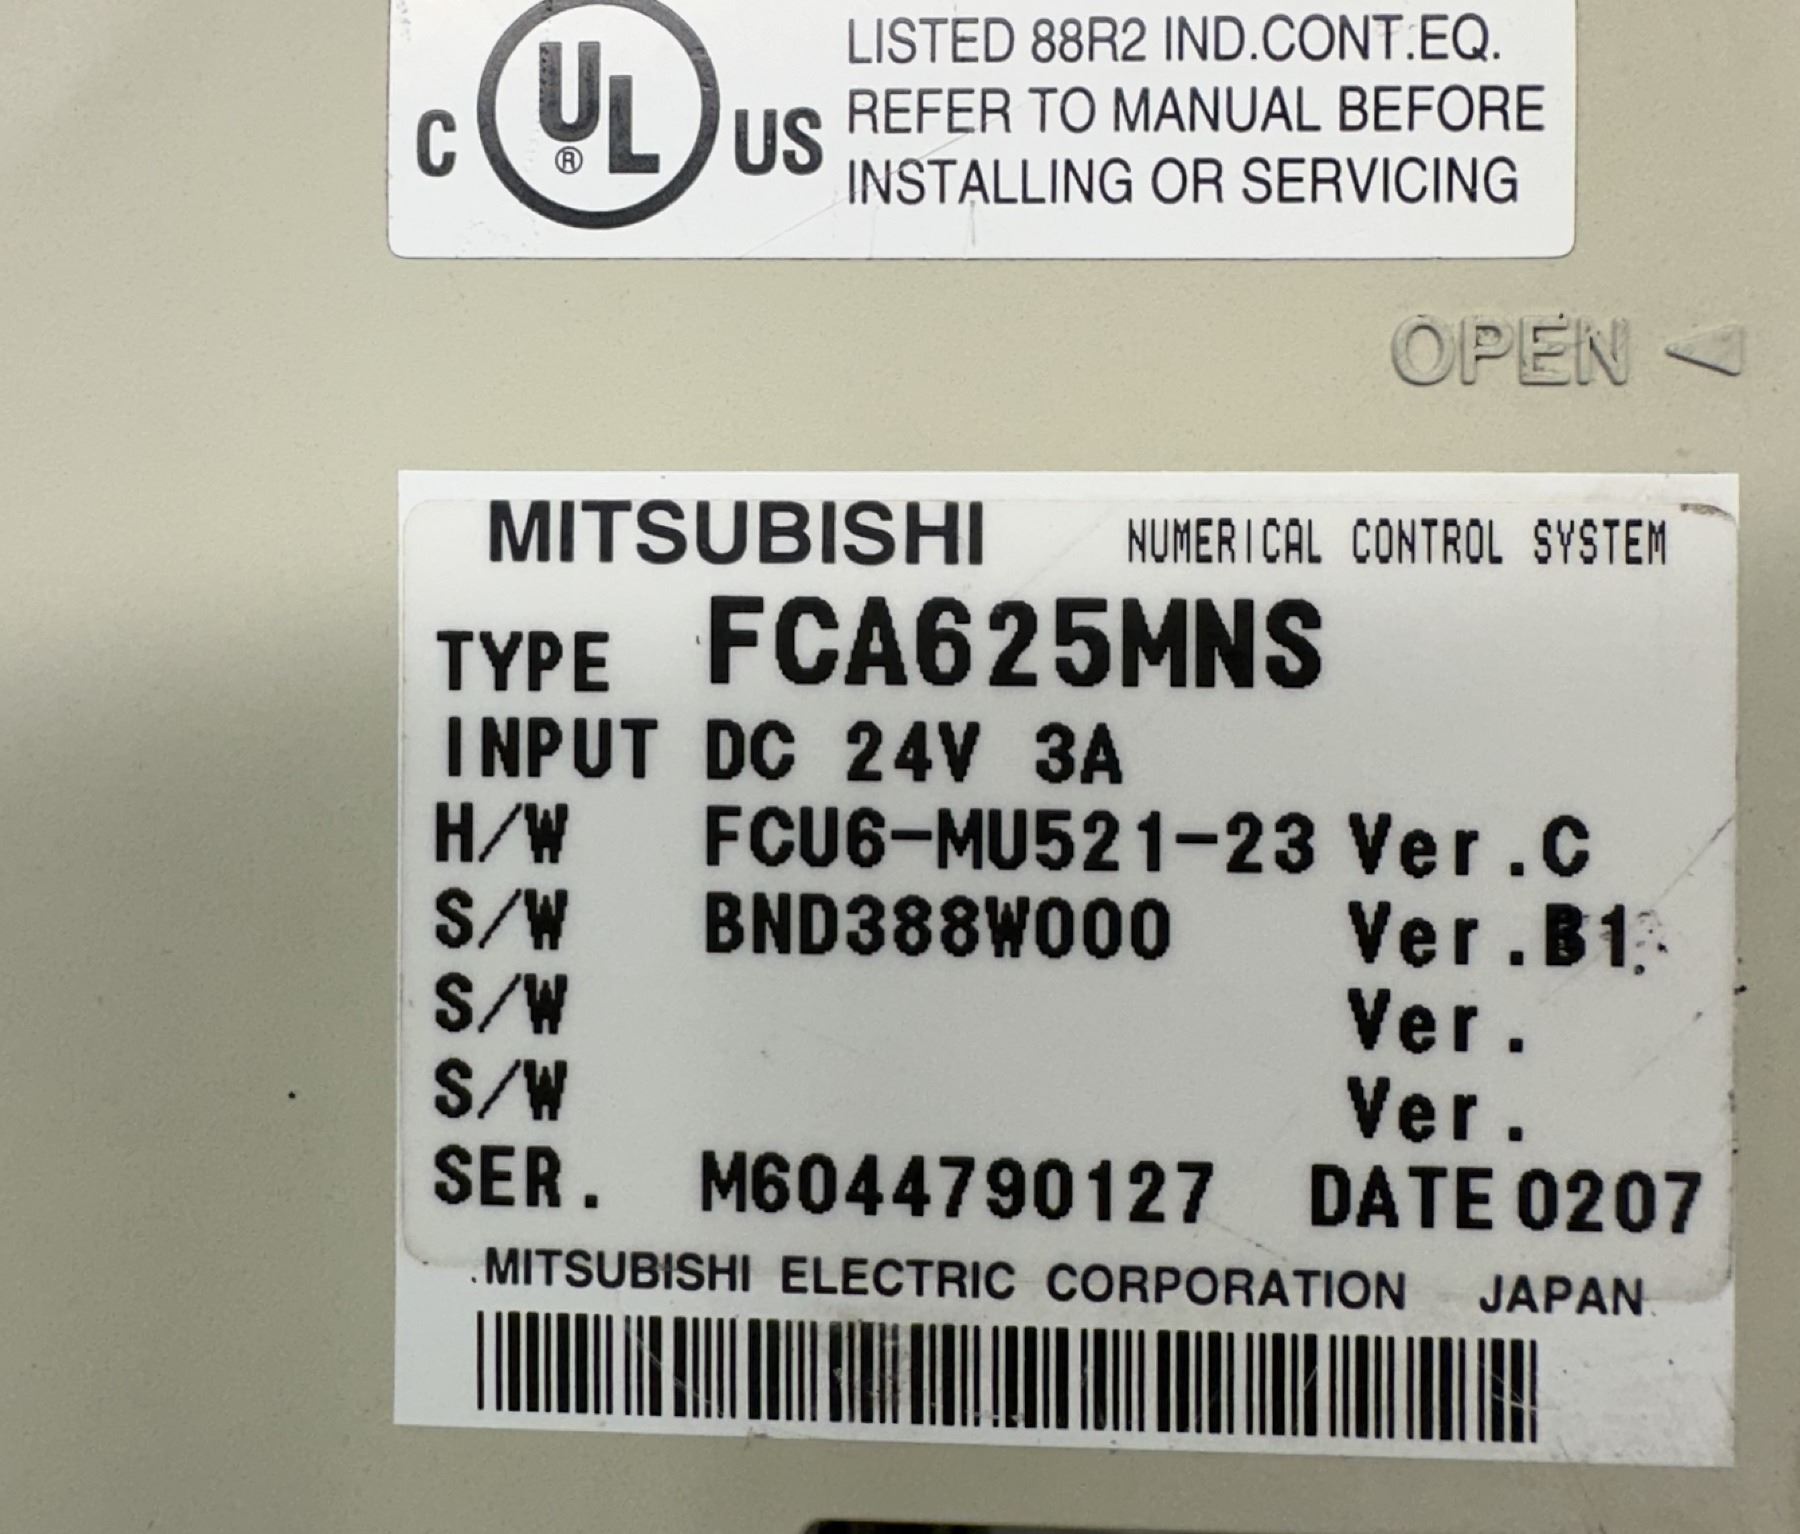 C UL® US
LISTED 88R2 IND.CONT.EQ.
REFER TO MANUAL BEFORE
INSTALLING OR SERVICING
OPEN
MITSUBISHI NUMERICAL CONTROL SYSTEM
TYPE FCA625MNS
INPUT DC 24V 3A
H/W FCU6-MU521-23 Ver.C
S/W BND388W000 Ver.B1
S/W Ver.
S/W Ver.
SER. M6044790127 DATE 0207
MITSUBISHI ELECTRIC CORPORATION JAPAN